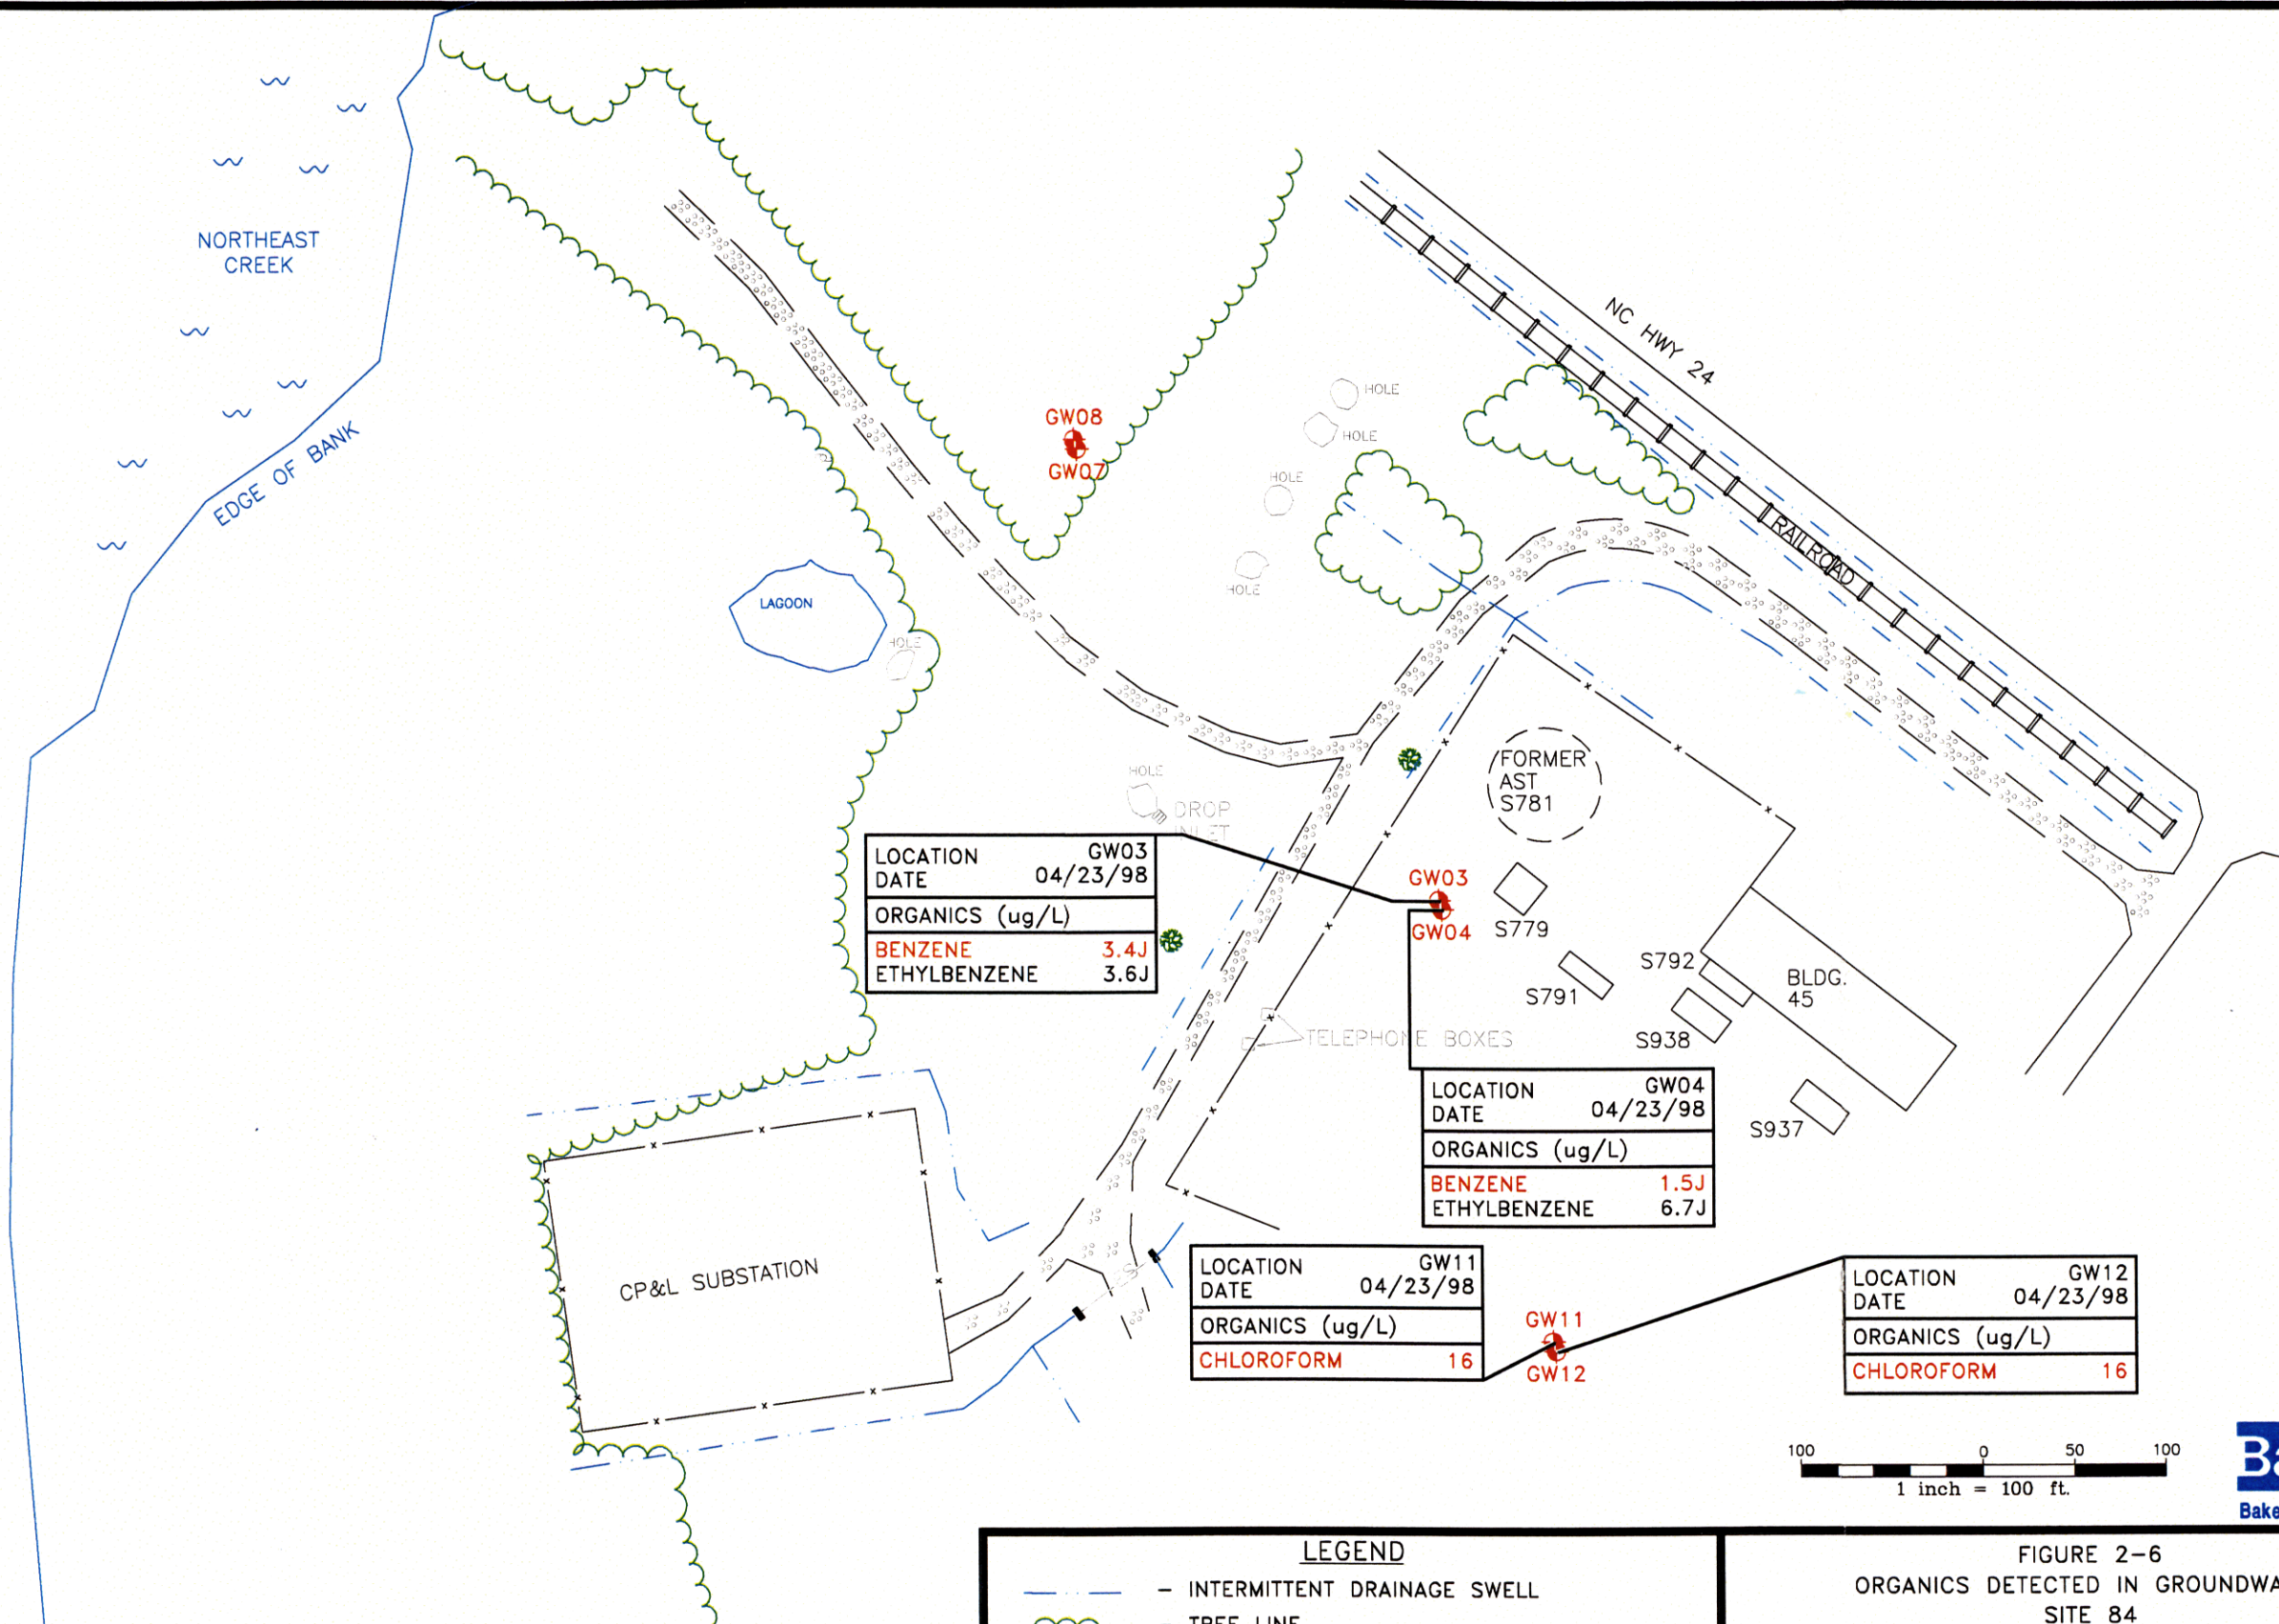 NORTHEAST
CREEK
EDGE OF BANK
NC HWY 24
HOLE
HOLE
GW08
GW07
HOLE
RAILROAD
HOLE
LAGOON
HOLE
FORMER
AST
S781
HOLE
DROP
INLET
LOCATION GW03
DATE 04/23/98
ORGANICS (ug/L)
BENZENE 3.4J
ETHYLBENZENE 3.6J
GW03
GW04
S779
S791
S792
BLDG.
45
S938
TELEPHONE BOXES
LOCATION GW04
DATE 04/23/98
ORGANICS (ug/L)
BENZENE 1.5J
ETHYLBENZENE 6.7J
S937
CP&L SUBSTATION
LOCATION GW11
DATE 04/23/98
ORGANICS (ug/L)
CHLOROFORM 16
GW11
GW12
LOCATION GW12
DATE 04/23/98
ORGANICS (ug/L)
CHLOROFORM 16
100 0 50 100
1 inch = 100 ft.
Ba
Bake
LEGEND
- INTERMITTENT DRAINAGE SWELL
- TREE LINE
FIGURE 2-6
ORGANICS DETECTED IN GROUNDWA
SITE 84